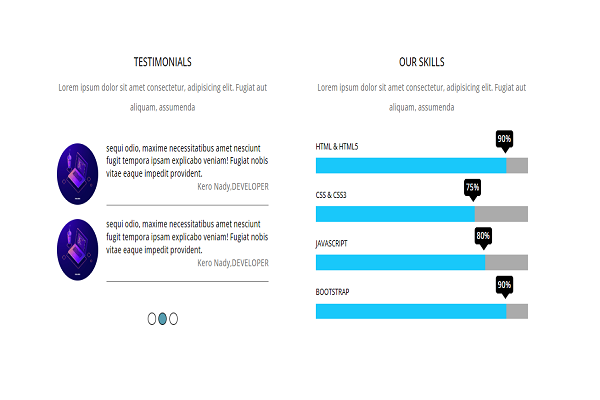 TESTIMONIALS
Lorem ipsum dolor sit amet consectetur, adipisicing elit. Fugiat aut
aliquam, assumenda
sequi odio, maxime necessitatibus amet nesciunt
fugit tempora ipsam explicabo veniam! Fugiat nobis
vitae eaque impedit provident.
Kero Nady,DEVELOPER
sequi odio, maxime necessitatibus amet nesciunt
fugit tempora ipsam explicabo veniam! Fugiat nobis
vitae eaque impedit provident.
Kero Nady,DEVELOPER
OUR SKILLS
Lorem ipsum dolor sit amet consectetur, adipisicing elit. Fugiat aut
aliquam, assumenda
HTML & HTML5
90%
CSS & CSS3
75%
JAVASCRIPT
80%
BOOTSTRAP
90%